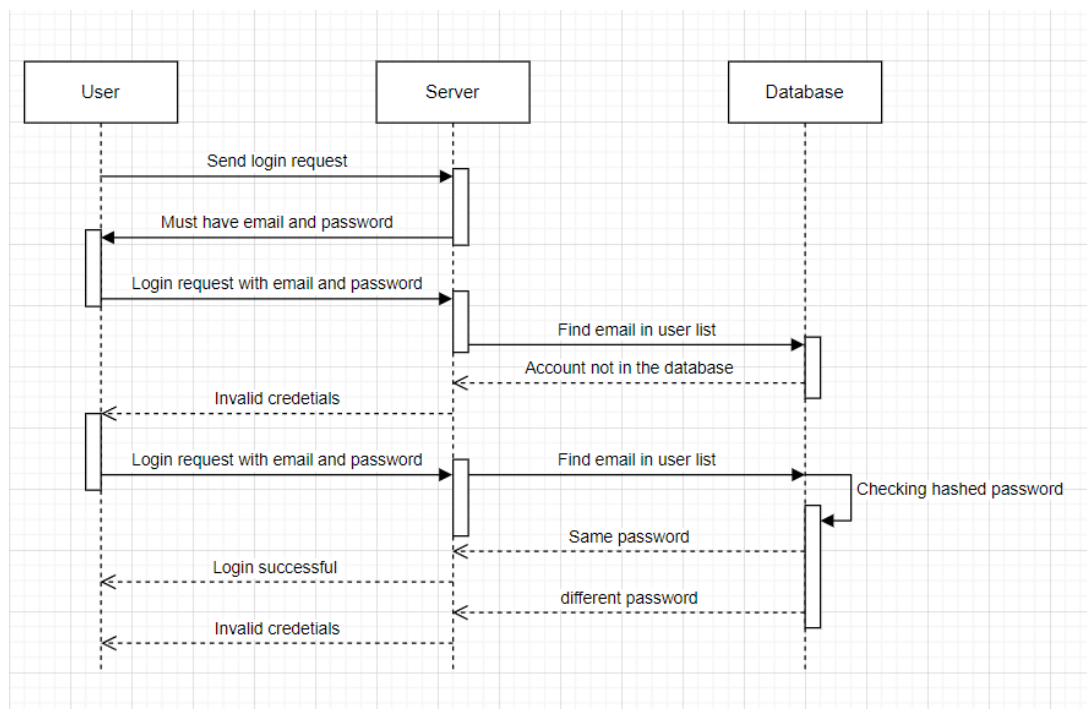 User
Server
Database
Send login request
Must have email and password
Login request with email and password
Find email in user list
Account not in the database
Invalid credetials
Login request with email and password
Find email in user list
Checking hashed password
Same password
Login successful
different password
Invalid credetials